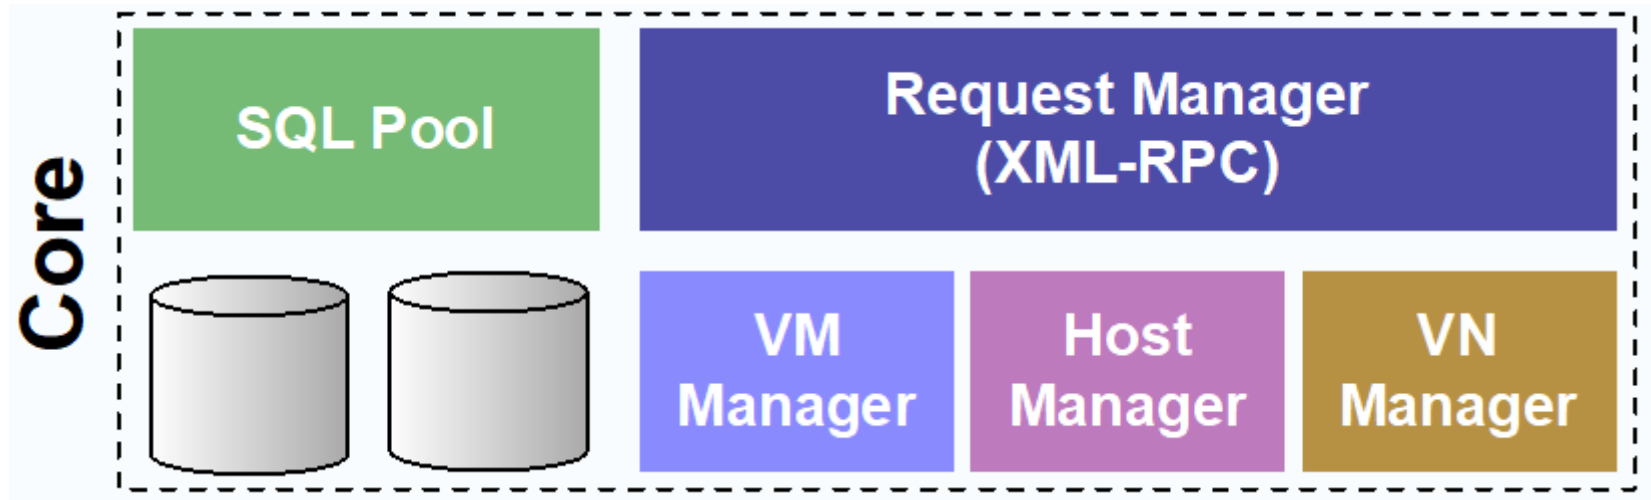 Core
SQL Pool
Request Manager
(XML-RPC)
VM
Manager
Host
Manager
VN
Manager